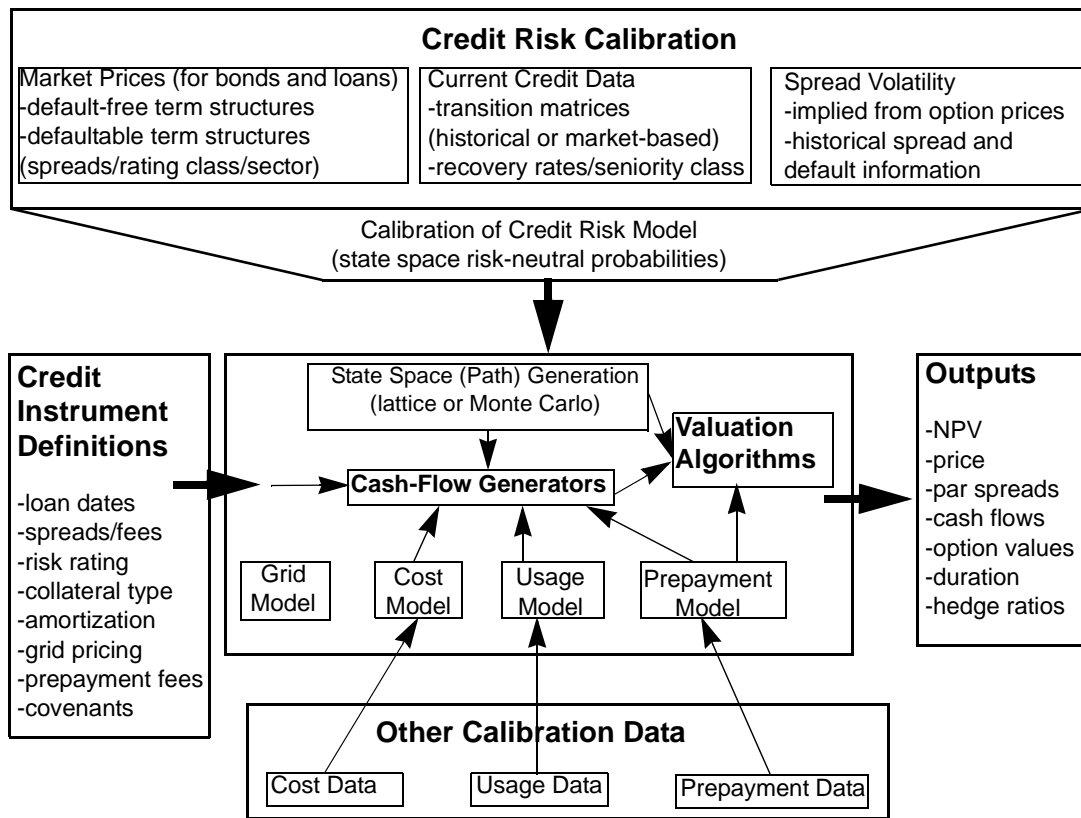 Credit Risk Calibration
Market Prices (for bonds and loans)
-default-free term structures
-defaultable term structures
(spreads/rating class/sector)
Current Credit Data
-transition matrices
(historical or market-based)
-recovery rates/seniority class
Spread Volatility
-implied from option prices
-historical spread and
default information
Calibration of Credit Risk Model
(state space risk-neutral probabilities)
Credit
Instrument
Definitions
-loan dates
-spreads/fees
-risk rating
-collateral type
-amortization
-grid pricing
-prepayment fees
-covenants
State Space (Path) Generation
(lattice or Monte Carlo)
Valuation
Algorithms
Cash-Flow Generators
Grid
Model
Cost
Model
Usage
Model
Prepayment
Model
Outputs
-NPV
-price
-par spreads
-cash flows
-option values
-duration
-hedge ratios
Other Calibration Data
Cost Data
Usage Data
Prepayment Data